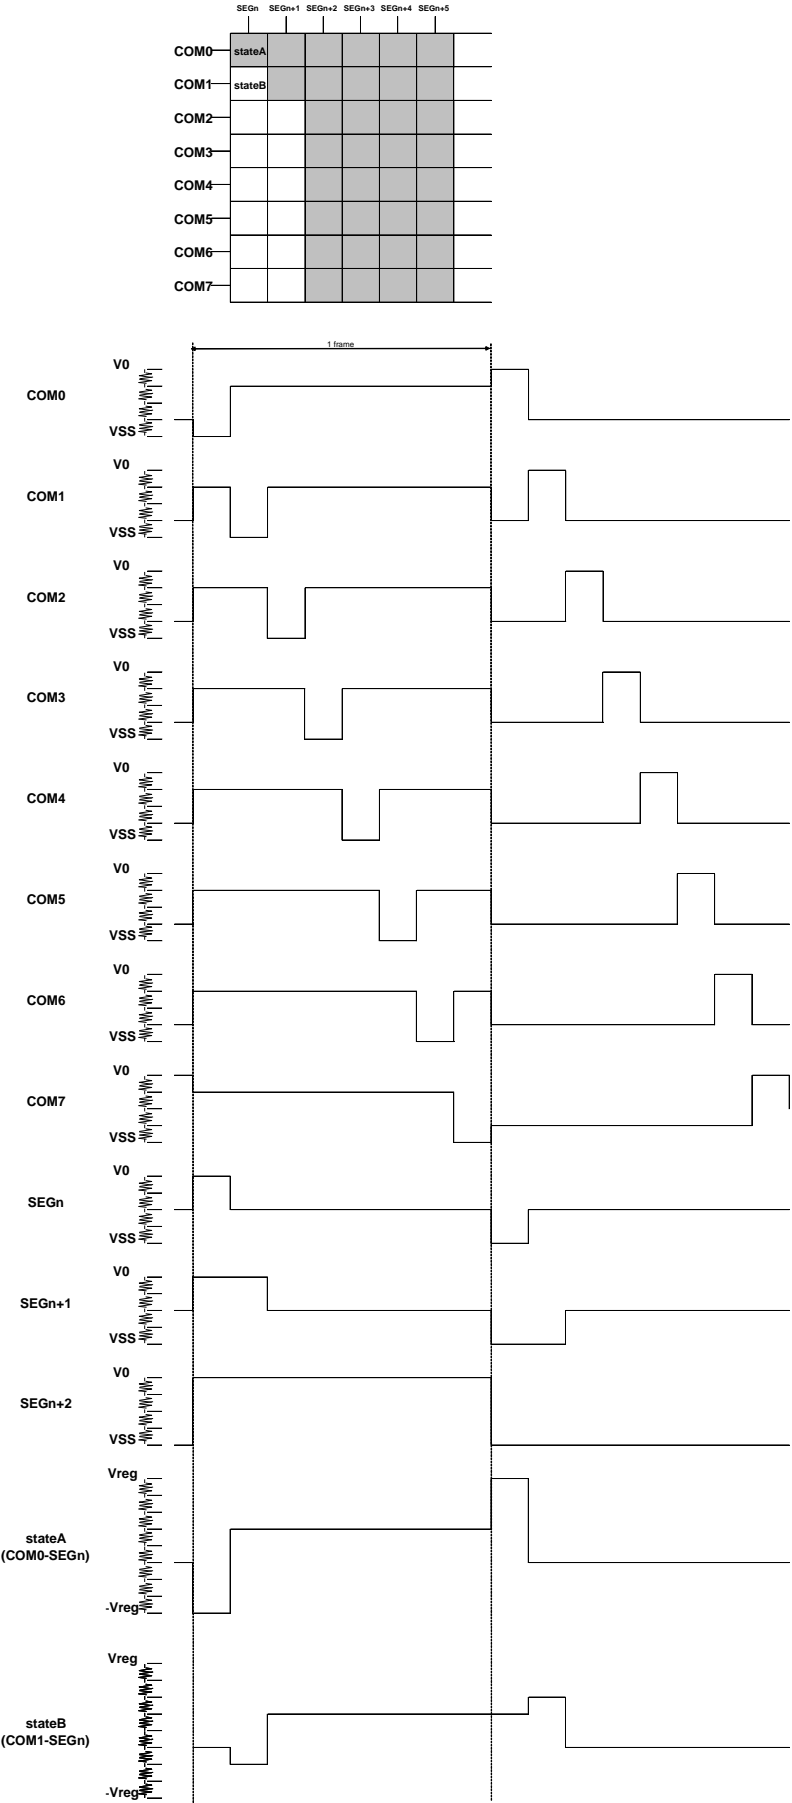 SEGn SEGn+1 SEGn+2 SEGn+3 SEGn+4 SEGn+5
COM0 stateA
COM1 stateB
COM2
COM3
COM4
COM5
COM6
COM7
1 frame
V0
COM0
VSS
V0
COM1
VSS
V0
COM2
VSS
V0
COM3
VSS
V0
COM4
VSS
V0
COM5
VSS
V0
COM6
VSS
V0
COM7
VSS
V0
SEGn
VSS
V0
SEGn+1
VSS
V0
SEGn+2
VSS
Vreg
stateA
(COM0-SEGn)
-Vreg
Vreg
stateB
(COM1-SEGn)
-Vreg